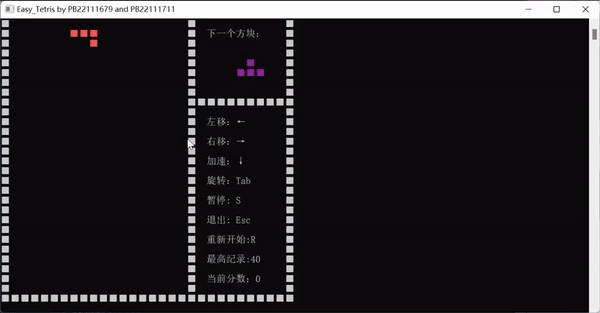 Easy_Tetris by PB22111679 and PB22111711
下一个方块:
左移: ←
右移: →
加速: ↓
旋转: Tab
暂停: S
退出: Esc
重新开始:R
最高纪录:40
当前分数: 0